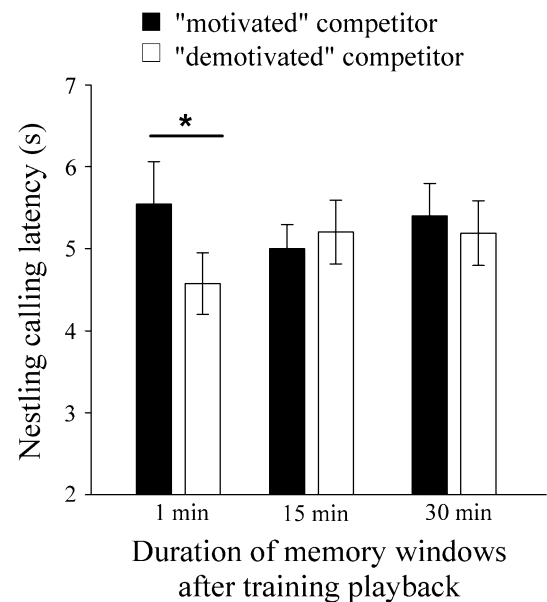 "motivated" competitor
"demotivated" competitor
*
Nestling calling latency (s)
7
6
5
4
3
2
1 min 15 min 30 min
Duration of memory windows
after training playback